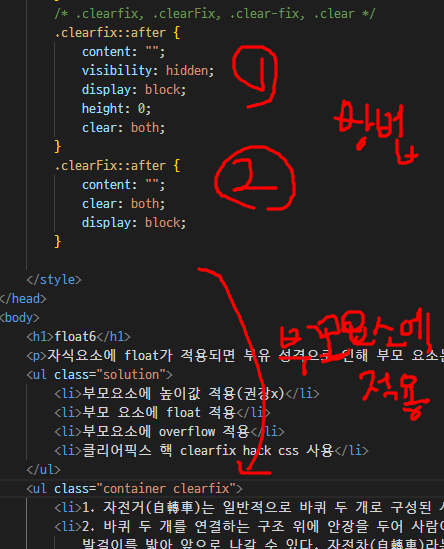 /* .clearfix, .clearFix, .clear-fix, .clear */
.clearfix::after {
content: "";
visibility: hidden;
display: block;
height: 0;
clear: both;
}
1
방법
.clearFix::after {
content: "";
clear: both;
display: block;
}
2
</style>
</head>
<body>
<h1>float6</h1>
<p>자식요소에 float가 적용되면 부유 성격으로 인해 부모 요소는
부모요소에
적용
<ul class="solution">
<li>부모요소에 높이값 적용(권장x)</li>
<li>부모 요소에 float 적용</li>
<li>부모요소에 overflow 적용</li>
<li>클리어픽스 핵 clearfix hack css 사용</li>
</ul>
<ul class="container clearfix">
<li>1. 자전거(自轉車)는 일반적으로 바퀴 두 개로 구성된
<li>2. 바퀴 두 개를 연결하는 구조 위에 안장을 두어 사람이
발걸이를 밟아 앞으로 나갈 수 있다. 자전차(自轉車)라